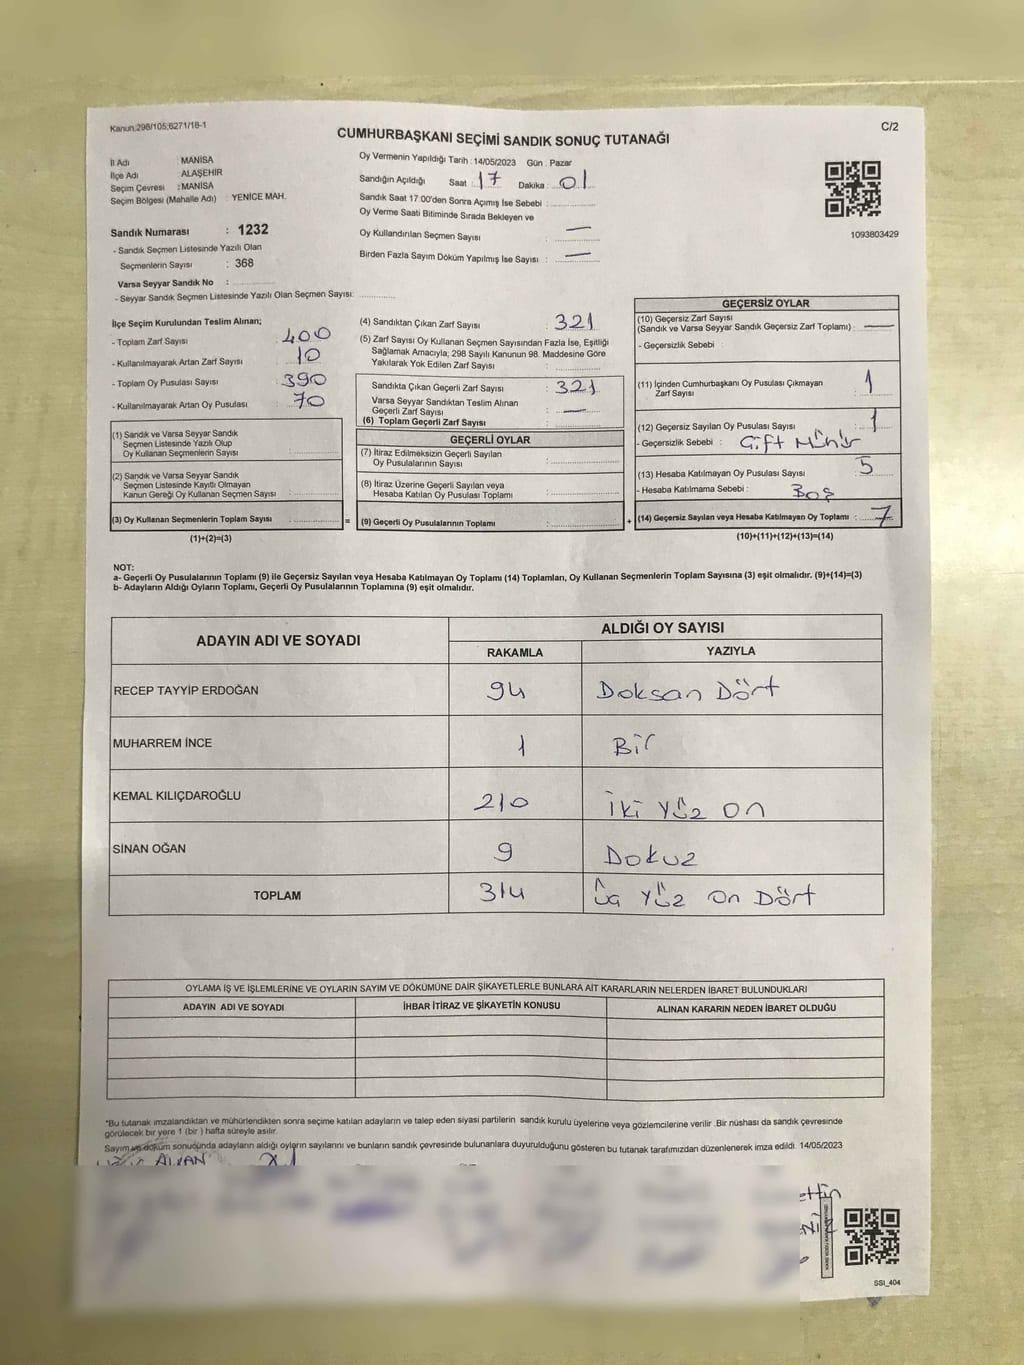 Kanun;298/105;6271/18-1
C/2
CUMHURBAŞKANI SEÇİMİ SANDIK SONUÇ TUTANAĞI
İl Adı : MANİSA
İlçe Adı : ALAŞEHİR
Seçim Çevresi : MANİSA
Seçim Bölgesi (Mahalle Adı) : YENİCE MAH.
Sandık Numarası : 1232
- Sandık Seçmen Listesinde Yazılı Olan
Seçmenlerin Sayısı : 368
Varsa Seyyar Sandık No :
- Seyyar Sandık Seçmen Listesinde Yazılı Olan Seçmen Sayısı:
Oy Vermenin Yapıldığı Tarih : 14/05/2023 Gün : Pazar
Sandığın Açıldığı Saat : 17 Dakika : 01
Sandık Saat 17.00'den Sonra Açılmış İse Sebebi :
Oy Verme Saati Bitiminde Sırada Bekleyen ve
Oy Kullandırılan Seçmen Sayısı : —
Birden Fazla Sayım Döküm Yapılmış İse Sayısı : —
1093803429
İlçe Seçim Kurulundan Teslim Alınan;
- Toplam Zarf Sayısı : 400
- Kullanılmayarak Artan Zarf Sayısı : 10
- Toplam Oy Pusulası Sayısı : 390
- Kullanılmayarak Artan Oy Pusulası : 70
(1) Sandık ve Varsa Seyyar Sandık
Seçmen Listesinde Yazılı Olup
Oy Kullanan Seçmenlerin Sayısı :
(2) Sandık ve Varsa Seyyar Sandık
Seçmen Listesinde Kayıtlı Olmayan
Kanun Gereği Oy Kullanan Seçmen Sayısı :
(3) Oy Kullanan Seçmenlerin Toplam Sayısı :
(1)+(2)=(3)
=
(4) Sandıktan Çıkan Zarf Sayısı : 321
(5) Zarf Sayısı Oy Kullanan Seçmen Sayısından Fazla İse, Eşitliği
Sağlamak Amacıyla; 298 Sayılı Kanunun 98. Maddesine Göre
Yakılarak Yok Edilen Zarf Sayısı :
Sandıkta Çıkan Geçerli Zarf Sayısı : 321
Varsa Seyyar Sandıktan Teslim Alınan
Geçerli Zarf Sayısı : —
(6) Toplam Geçerli Zarf Sayısı :
GEÇERLİ OYLAR
(7) İtiraz Edilmeksizin Geçerli Sayılan
Oy Pusulalarının Sayısı :
(8) İtiraz Üzerine Geçerli Sayılan veya
Hesaba Katılan Oy Pusulası Toplamı :
(9) Geçerli Oy Pusulalarının Toplamı :
+
GEÇERSİZ OYLAR
(10) Geçersiz Zarf Sayısı
(Sandık ve Varsa Seyyar Sandık Geçersiz Zarf Toplamı) : —
- Geçersizlik Sebebi :
(11) İçinden Cumhurbaşkanı Oy Pusulası Çıkmayan
Zarf Sayısı : 1
(12) Geçersiz Sayılan Oy Pusulası Sayısı : 1
- Geçersizlik Sebebi : Çift Mühür
(13) Hesaba Katılmayan Oy Pusulası Sayısı : 5
- Hesaba Katılmama Sebebi : Boş
(14) Geçersiz Sayılan veya Hesaba Katılmayan Oy Toplamı : 7
(10)+(11)+(12)+(13)=(14)
NOT:
a- Geçerli Oy Pusulalarının Toplamı (9) ile Geçersiz Sayılan veya Hesaba Katılmayan Oy Toplamı (14) Toplamları, Oy Kullanan Seçmenlerin Toplam Sayısına (3) eşit olmalıdır. (9)+(14)=(3)
b- Adayların Aldığı Oyların Toplamı, Geçerli Oy Pusulalarının Toplamına (9) eşit olmalıdır.
ADAYIN ADI VE SOYADI
ALDIĞI OY SAYISI
RAKAMLA YAZIYLA
RECEP TAYYİP ERDOĞAN 94 Doksan Dört
MUHARREM İNCE 1 Bir
KEMAL KILIÇDAROĞLU 210 İki Yüz On
SİNAN OĞAN 9 Dokuz
TOPLAM 314 Üç Yüz On Dört
OYLAMA İŞ VE İŞLEMLERİNE VE OYLARIN SAYIM VE DÖKÜMÜNE DAİR ŞİKAYETLERLE BUNLARA AİT KARARLARIN NELERDEN İBARET BULUNDUKLARI
ADAYIN ADI VE SOYADI İHBAR İTİRAZ VE ŞİKAYETİN KONUSU ALINAN KARARIN NEDEN İBARET OLDUĞU
*Bu tutanak imzalandıktan ve mühürlendikten sonra seçime katılan adayların ve talep eden siyasi partilerin sandık kurulu üyelerine veya gözlemcilerine verilir .Bir nüshası da sandık çevresinde
görülecek bir yere 1 (bir ) hafta süreyle asılır.
Sayım ve döküm sonucunda adayların aldığı oyların sayılarını ve bunların sandık çevresinde bulunanlara duyurulduğunu gösteren bu tutanak tarafımızdan düzenlenerek imza edildi. 14/05/2023
SSI_404